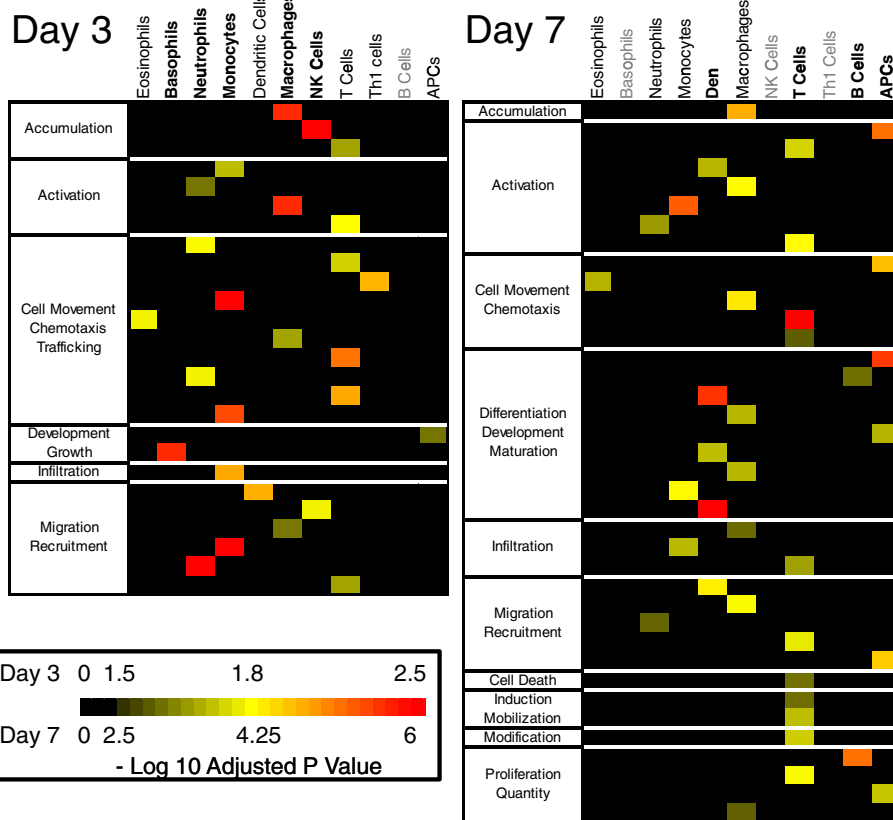 Day 3
Eosinophils
Basophils
Neutrophils
Monocytes
Dendritic Cells
Macrophages
NK Cells
T Cells
Th1 cells
B Cells
APCs
Accumulation
Activation
Cell Movement
Chemotaxis
Trafficking
Development
Growth
Infiltration
Migration
Recruitment
Day 3 0 1.5 1.8 2.5
Day 7 0 2.5 4.25 6
- Log 10 Adjusted P Value
Day 7
Eosinophils
Basophils
Neutrophils
Monocytes
Den
Macrophages
NK Cells
T Cells
Th1 Cells
B Cells
APCs
Accumulation
Activation
Cell Movement
Chemotaxis
Differentiation
Development
Maturation
Infiltration
Migration
Recruitment
Cell Death
Induction
Mobilization
Modification
Proliferation
Quantity